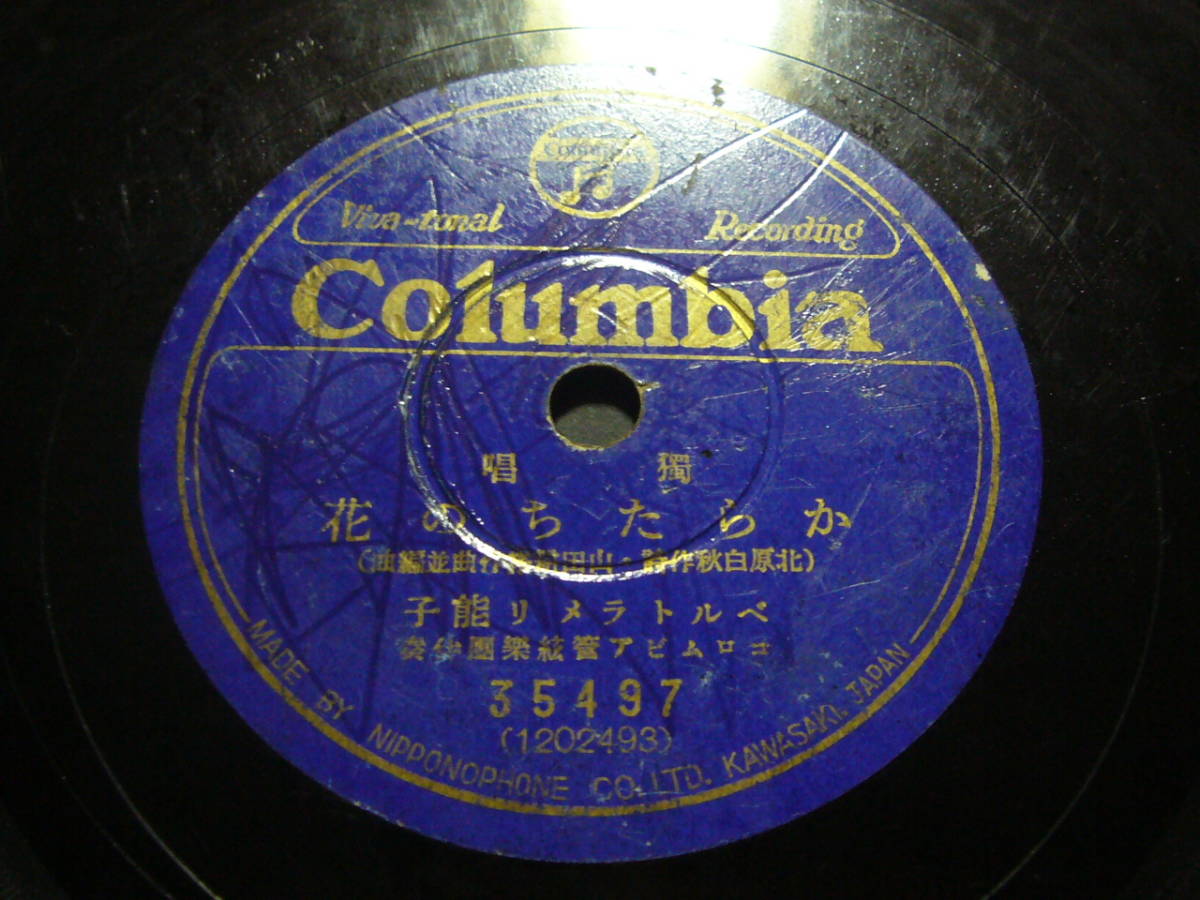 Columbia
Viva-tonal Recording
Columbia
獨唱
からたちの花
(北原白秋作詩・山田 作曲並編曲)
ベルトラメリ能子
コロムビア管絃樂團伴奏
35497
(1202493)
MADE BY NIPPONOPHONE CO., LTD. KAWASAKI, JAPAN